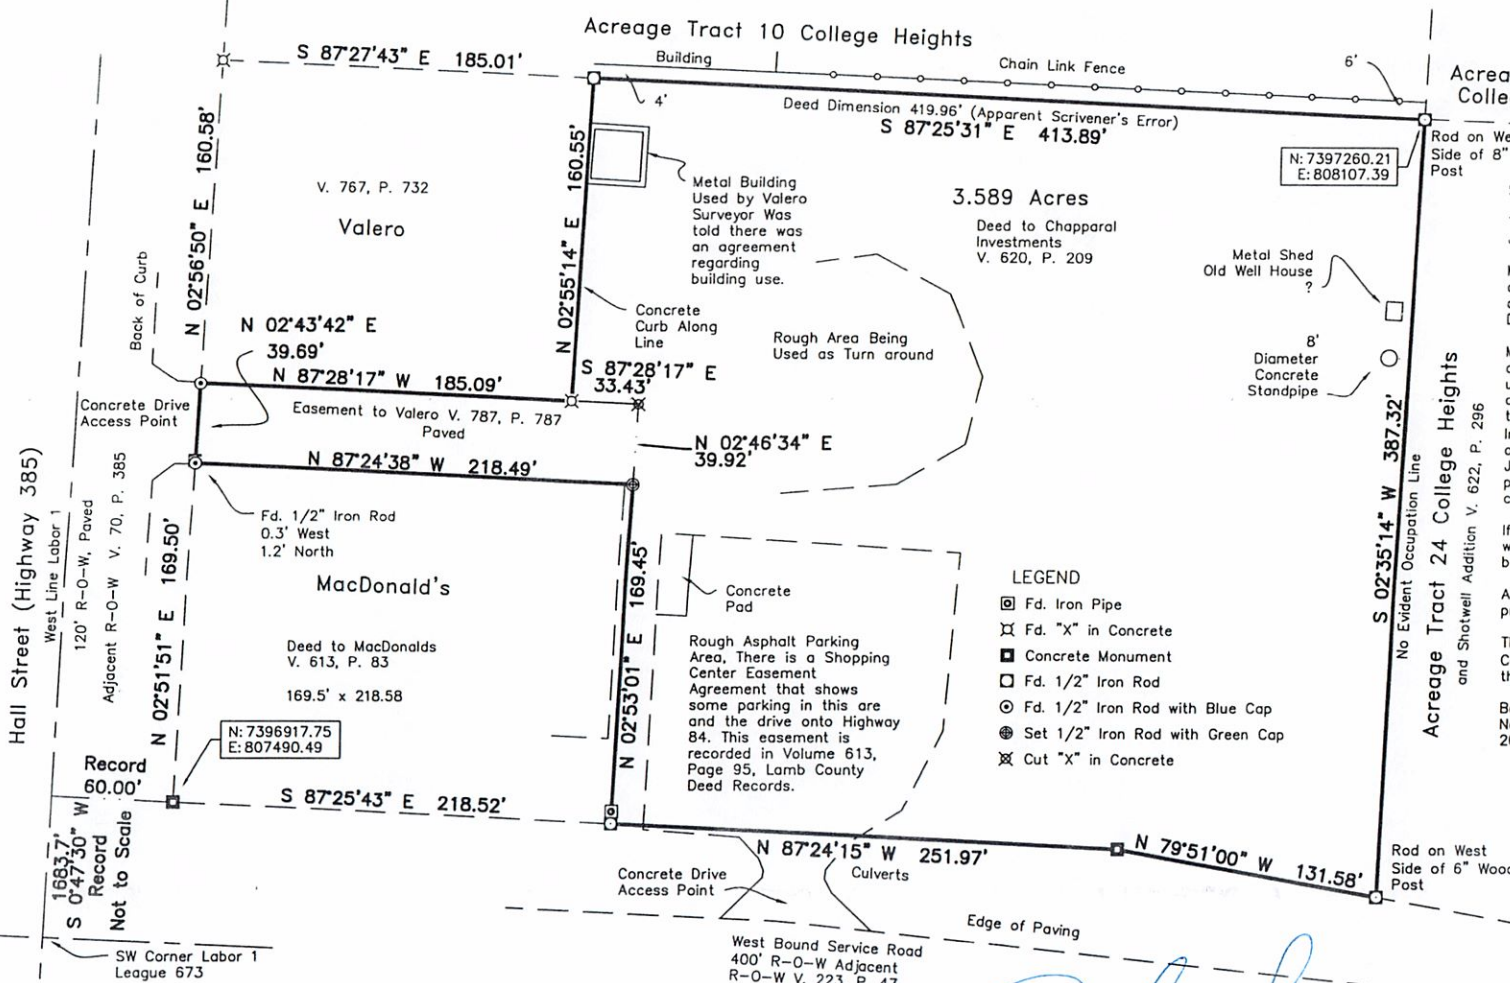 Acreage Tract 10 College Heights
S 87°27'43" E 185.01'
Building
Chain Link Fence
6'
4'
Deed Dimension 419.96' (Apparent Scrivener's Error)
S 87°25'31" E 413.89'
N: 7397260.21
E: 808107.39
Rod on
Side of 8"
Post
N 02°56'50" E 160.58'
V. 767, P. 732
Valero
N 02°55'14" E 160.55'
Metal Building
Used by Valero
Surveyor Was
told there was
an agreement
regarding
building use.
3.589 Acres
Deed to Chapparal
Investments
V. 620, P. 209
Metal Shed
Old Well House
?
8'
Diameter
Concrete
Standpipe
Back of Curb
N 02°43'42" E
39.69'
Concrete
Curb Along
Line
Rough Area Being
Used as Turn around
N 87°28'17" W 185.09'
S 87°28'17" E
33.43'
Concrete Drive
Access Point
Easement to Valero V. 787, P. 787
Paved
N 02°46'34" E
39.92'
N 87°24'38" W 218.49'
Fd. 1/2" Iron Rod
0.3' West
1.2' North
Hall Street (Highway 385)
West Line Labor 1
120' R-O-W, Paved
Adjacent R-O-W V. 70, P. 385
N 02°51'51" E 169.50'
MacDonald's
Deed to MacDonalds
V. 613, P. 83
169.5' x 218.58
N 02°53'01" E 169.45'
Concrete
Pad
Rough Asphalt Parking
Area, There is a Shopping
Center Easement
Agreement that shows
some parking in this are
and the drive onto Highway
84. This easement is
recorded in Volume 613,
Page 95, Lamb County
Deed Records.
LEGEND
Fd. Iron Pipe
Fd. "X" in Concrete
Concrete Monument
Fd. 1/2" Iron Rod
Fd. 1/2" Iron Rod with Blue Cap
Set 1/2" Iron Rod with Green Cap
Cut "X" in Concrete
S 02°35'14" W 387.32'
No Evident Occupation Line
Acreage Tract 24 College Heights
and Shotwell Addition V. 622, P. 296
N: 7396917.75
E: 807490.49
Record
60.00'
S 87°25'43" E 218.52'
1683.7'
S 0°47'30" W
Record
Not to Scale
SW Corner Labor 1
League 673
N 87°24'15" W 251.97'
Culverts
N 79°51'00" W 131.58'
Rod on West
Side of 6"
Post
Concrete Drive
Access Point
Edge of Paving
West Bound Service Road
400' R-O-W Adjacent
R-O-W V. 223, P. 47